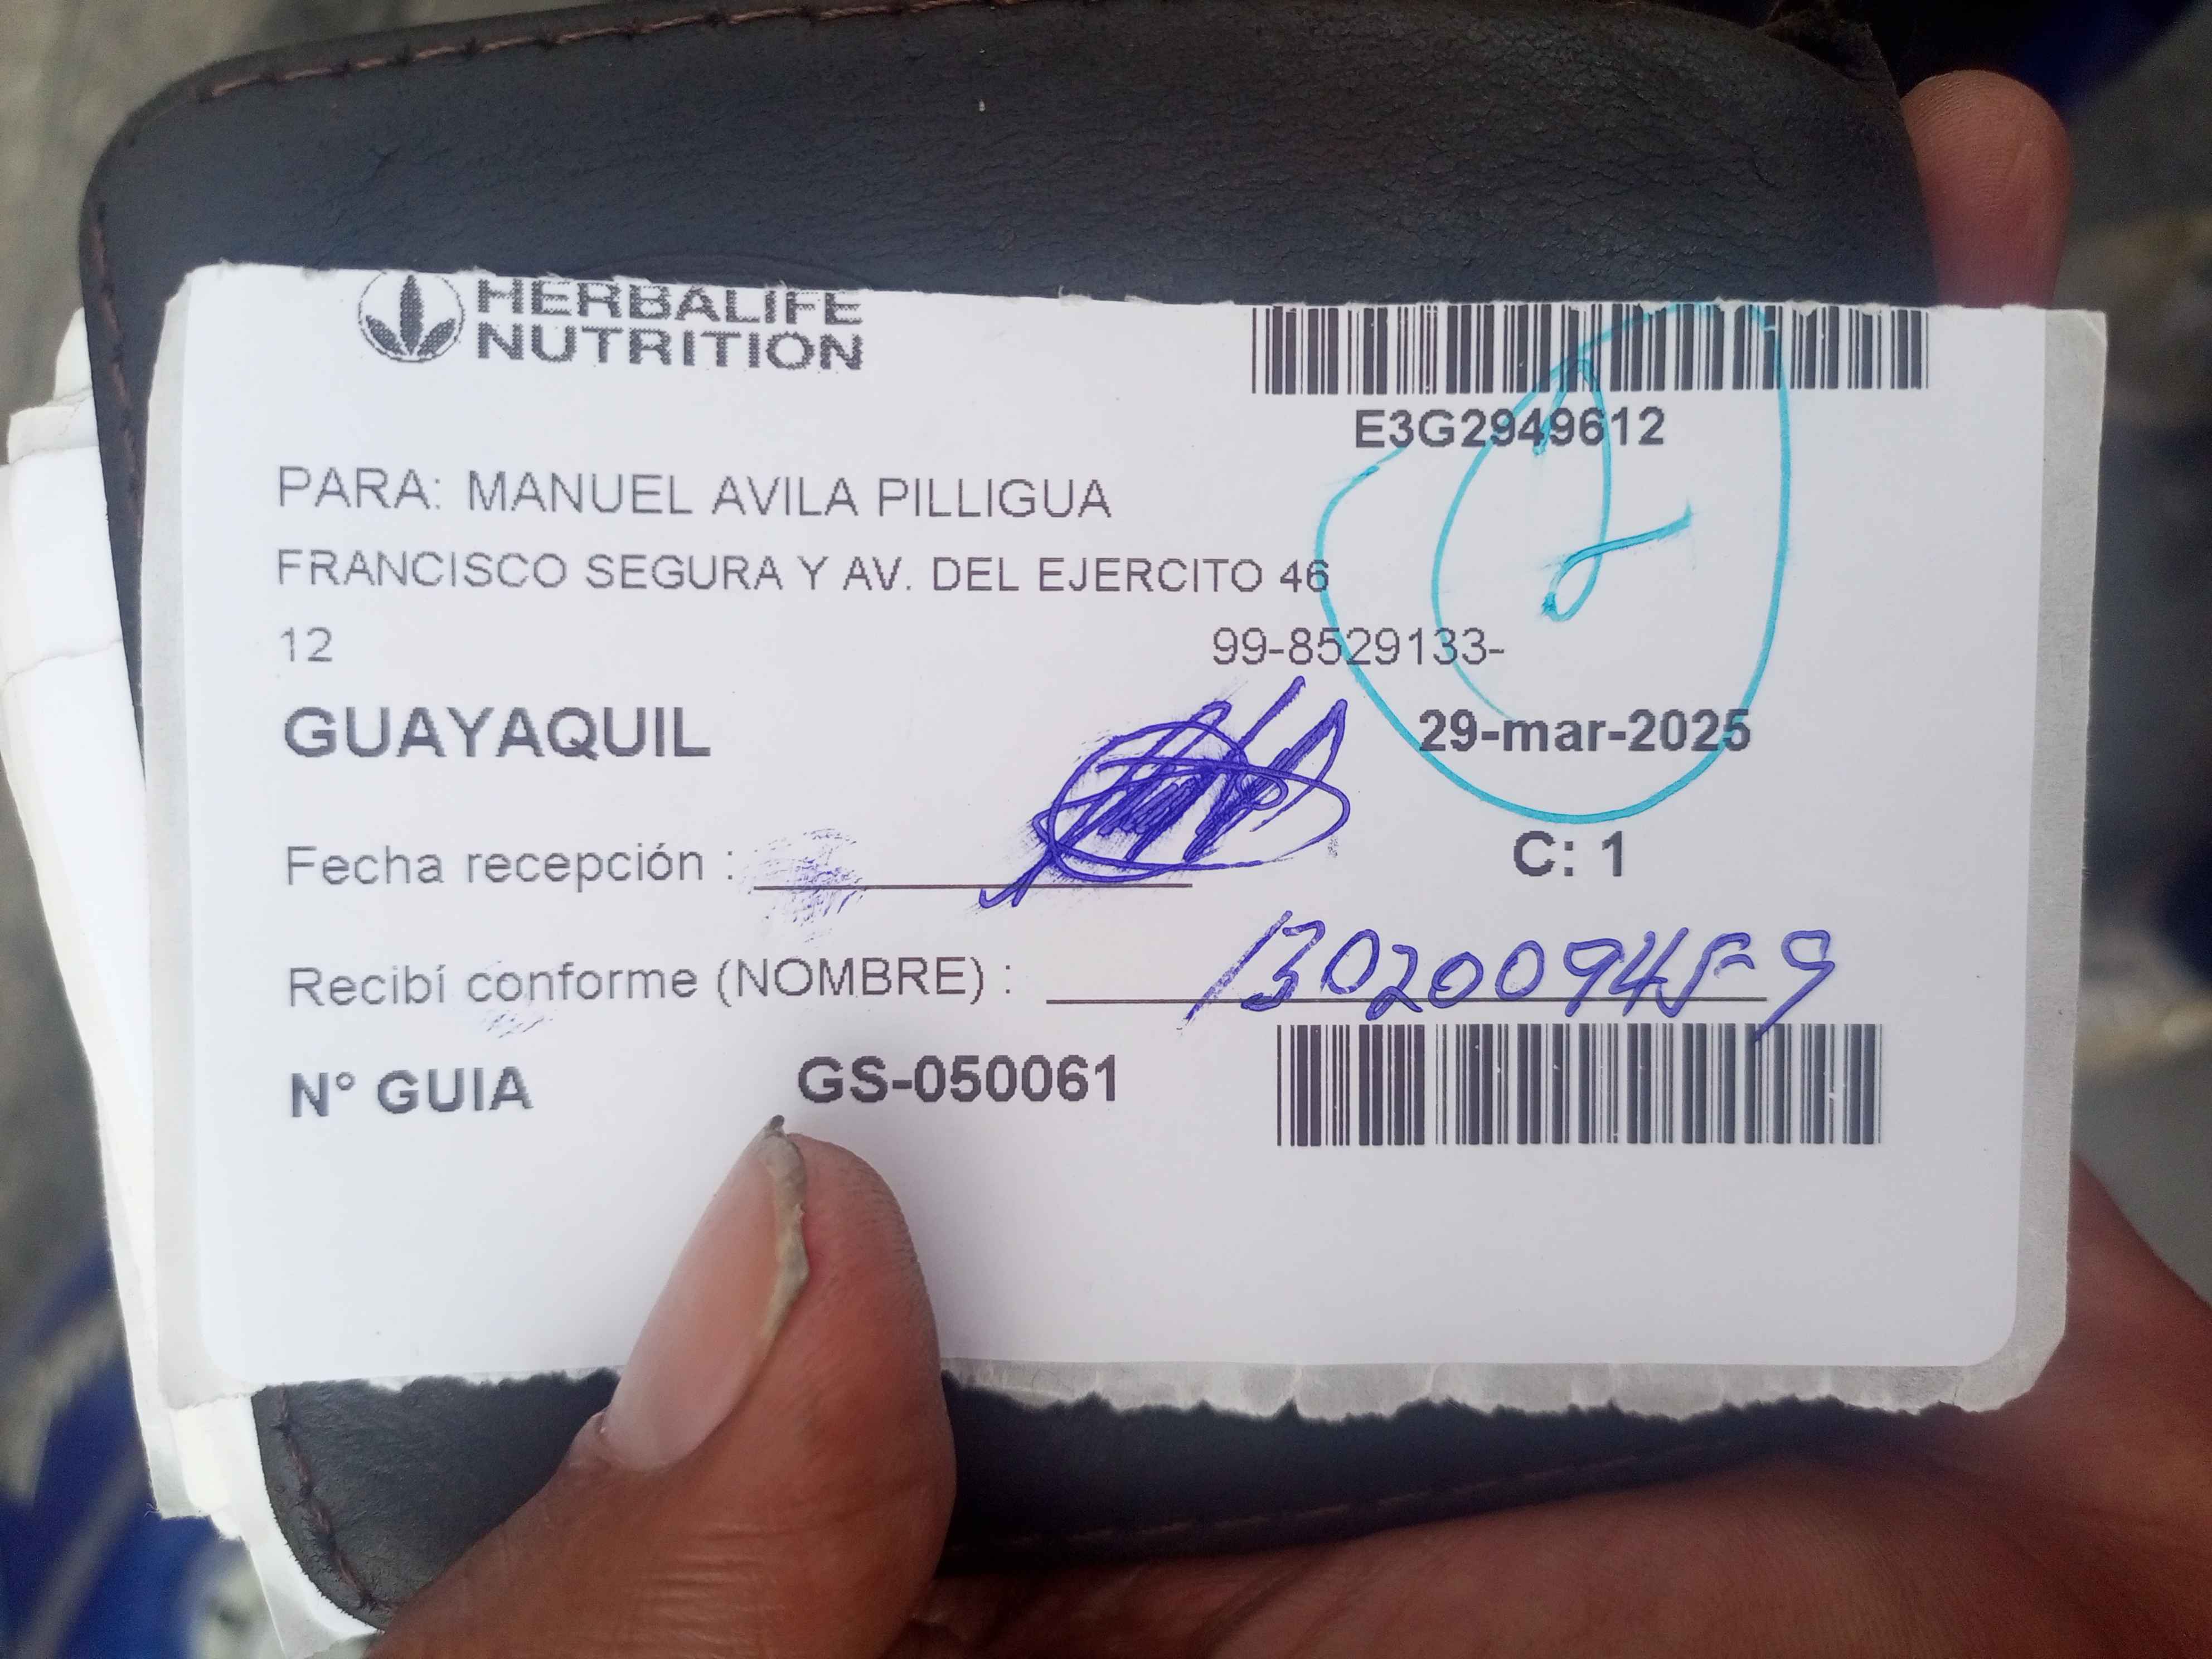 HERBALIFE
NUTRITION
E3G2949612
PARA: MANUEL AVILA PILLIGUA
FRANCISCO SEGURA Y AV. DEL EJERCITO 46
12 99-8529133-
GUAYAQUIL 29-mar-2025
Fecha recepción :
C: 1
Recibí conforme (NOMBRE) : 1302009459
N° GUIA GS-050061